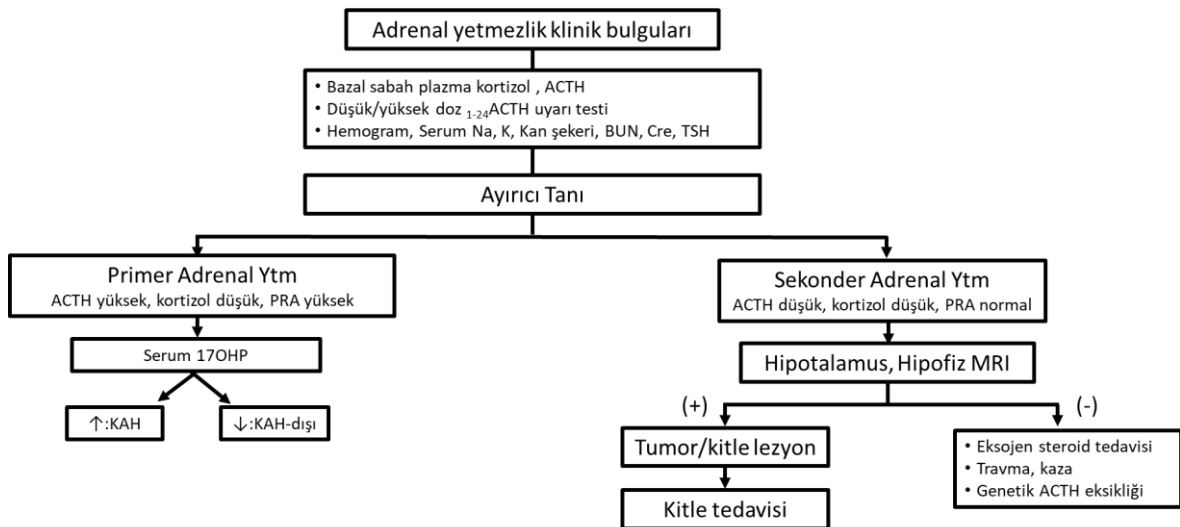 Adrenal yetmezlik klinik bulguları
• Bazal sabah plazma kortizol , ACTH
• Düşük/yüksek doz 1-24ACTH uyarı testi
• Hemogram, Serum Na, K, Kan şekeri, BUN, Cre, TSH
Ayırıcı Tanı
Primer Adrenal Ytm
ACTH yüksek, kortizol düşük, PRA yüksek
Serum 17OHP
↑:KAH
↓:KAH-dışı
Sekonder Adrenal Ytm
ACTH düşük, kortizol düşük, PRA normal
Hipotalamus, Hipofiz MRI
(+)
(-)
Tumor/kitle lezyon
Kitle tedavisi
• Eksojen steroid tedavisi
• Travma, kaza
• Genetik ACTH eksikliği